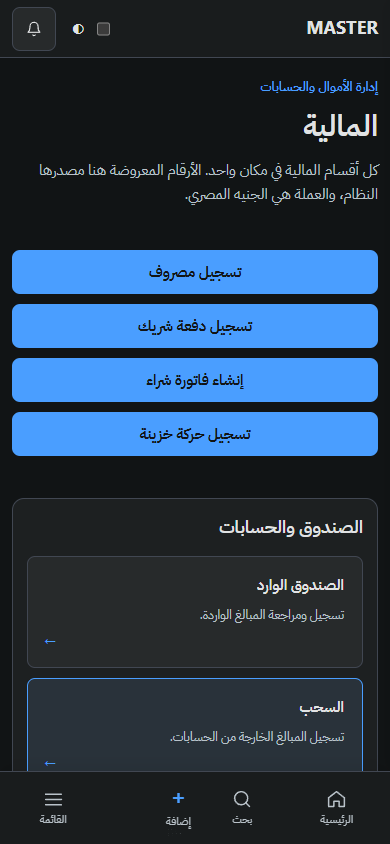 MASTER
إدارة الأموال والحسابات
المالية
كل أقسام المالية في مكان واحد. الأرقام المعروضة هنا مصدرها
النظام، والعملة هي الجنيه المصري.
تسجيل مصروف
تسجيل دفعة شريك
إنشاء فاتورة شراء
تسجيل حركة خزينة
الصندوق والحسابات
الصندوق الوارد
تسجيل ومراجعة المبالغ الواردة.
←
السحب
تسجيل المبالغ الخارجة من الحسابات.
←
الرئيسية
بحث
إضافة
القائمة